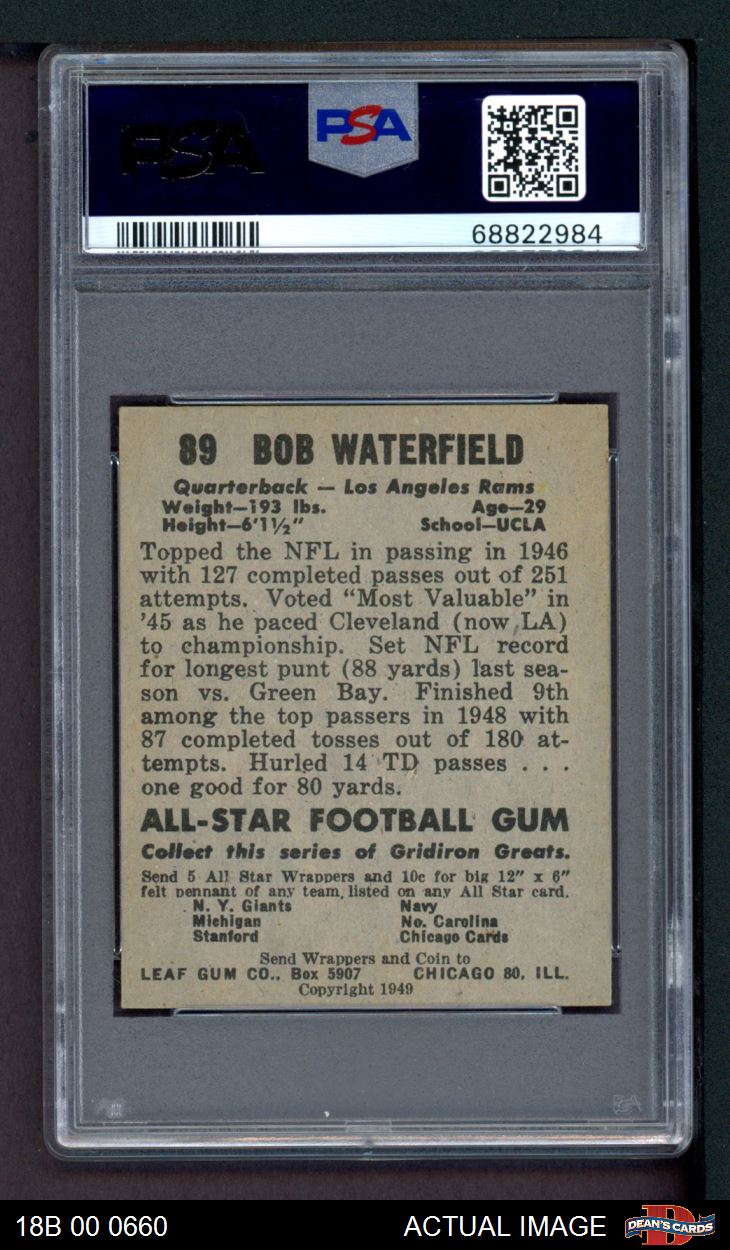 PSA
PSA
68822984
89 BOB WATERFIELD
Quarterback — Los Angeles Rams
Weight—193 lbs. Age—29
Height—6'1½" School—UCLA
Topped the NFL in passing in 1946
with 127 completed passes out of 251
attempts. Voted "Most Valuable" in
'45 as he paced Cleveland (now LA)
to championship. Set NFL record
for longest punt (88 yards) last sea-
son vs. Green Bay. Finished 9th
among the top passers in 1948 with
87 completed tosses out of 180 at-
tempts. Hurled 14 TD passes . . .
one good for 80 yards.
ALL-STAR FOOTBALL GUM
Collect this series of Gridiron Greats.
Send 5 All Star Wrappers and 10c for big 12" x 6"
felt pennant of any team, listed on any All Star card.
N. Y. Giants Navy
Michigan No. Carolina
Stanford Chicago Cards
Send Wrappers and Coin to
LEAF GUM CO., Box 5907 CHICAGO 80, ILL.
Copyright 1949
PSA
18B 00 0660 ACTUAL IMAGE DEAN'S CARDS